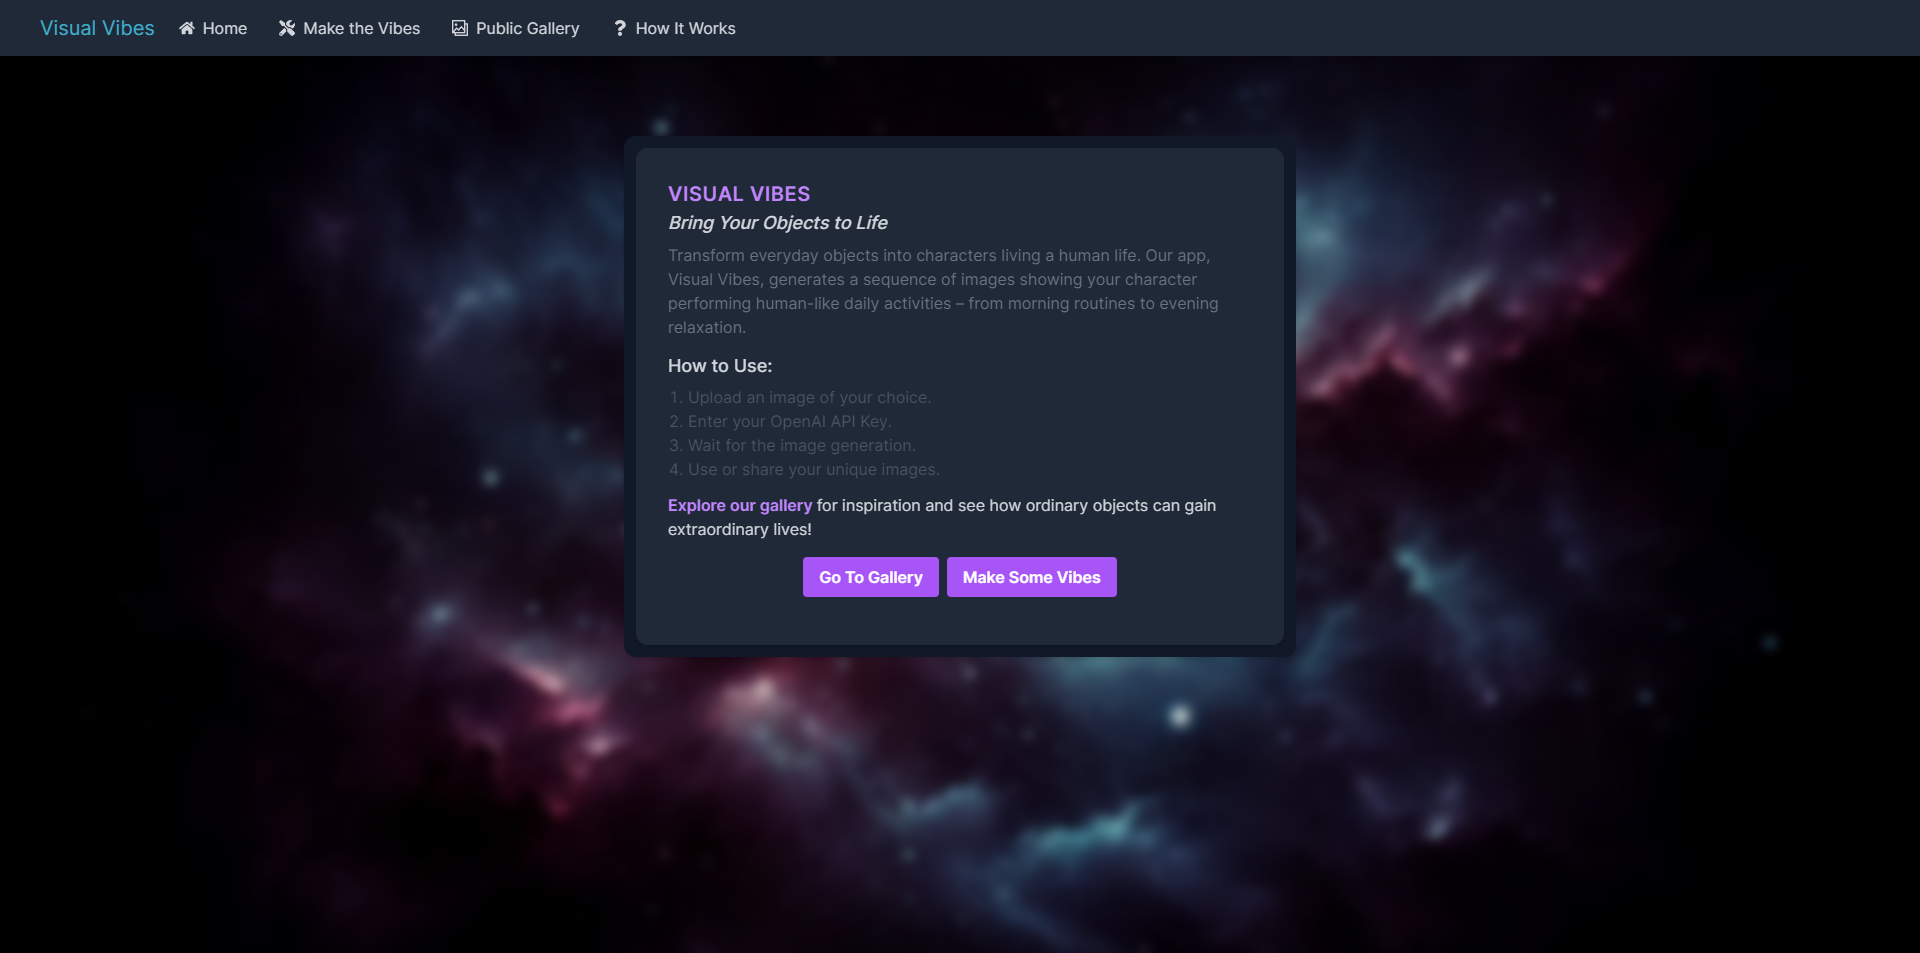 Visual Vibes
Home
Make the Vibes
Public Gallery
How It Works
VISUAL VIBES
Bring Your Objects to Life
Transform everyday objects into characters living a human life. Our app,
Visual Vibes, generates a sequence of images showing your character
performing human-like daily activities – from morning routines to evening
relaxation.
How to Use:
1. Upload an image of your choice.
2. Enter your OpenAI API Key.
3. Wait for the image generation.
4. Use or share your unique images.
Explore our gallery for inspiration and see how ordinary objects can gain
extraordinary lives!
Go To Gallery
Make Some Vibes